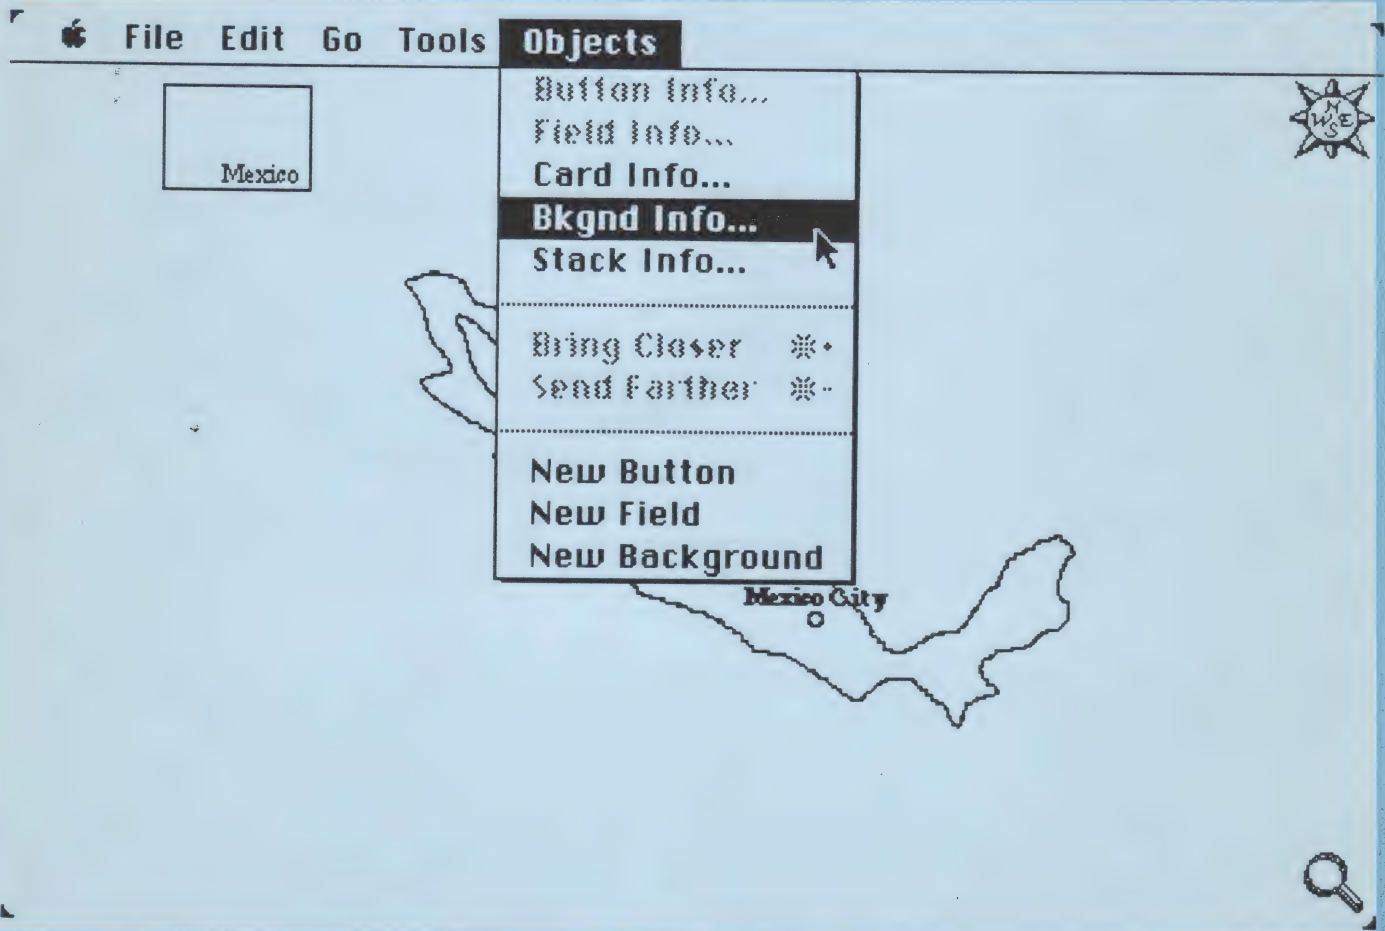 File Edit Go Tools Objects
Button Info...
Field Info...
Card Info...
Bkgnd Info...
Stack Info...
Bring Closer ⌘+
Send Farther ⌘-
New Button
New Field
New Background
Mexico
N
W E
S
Mexico City